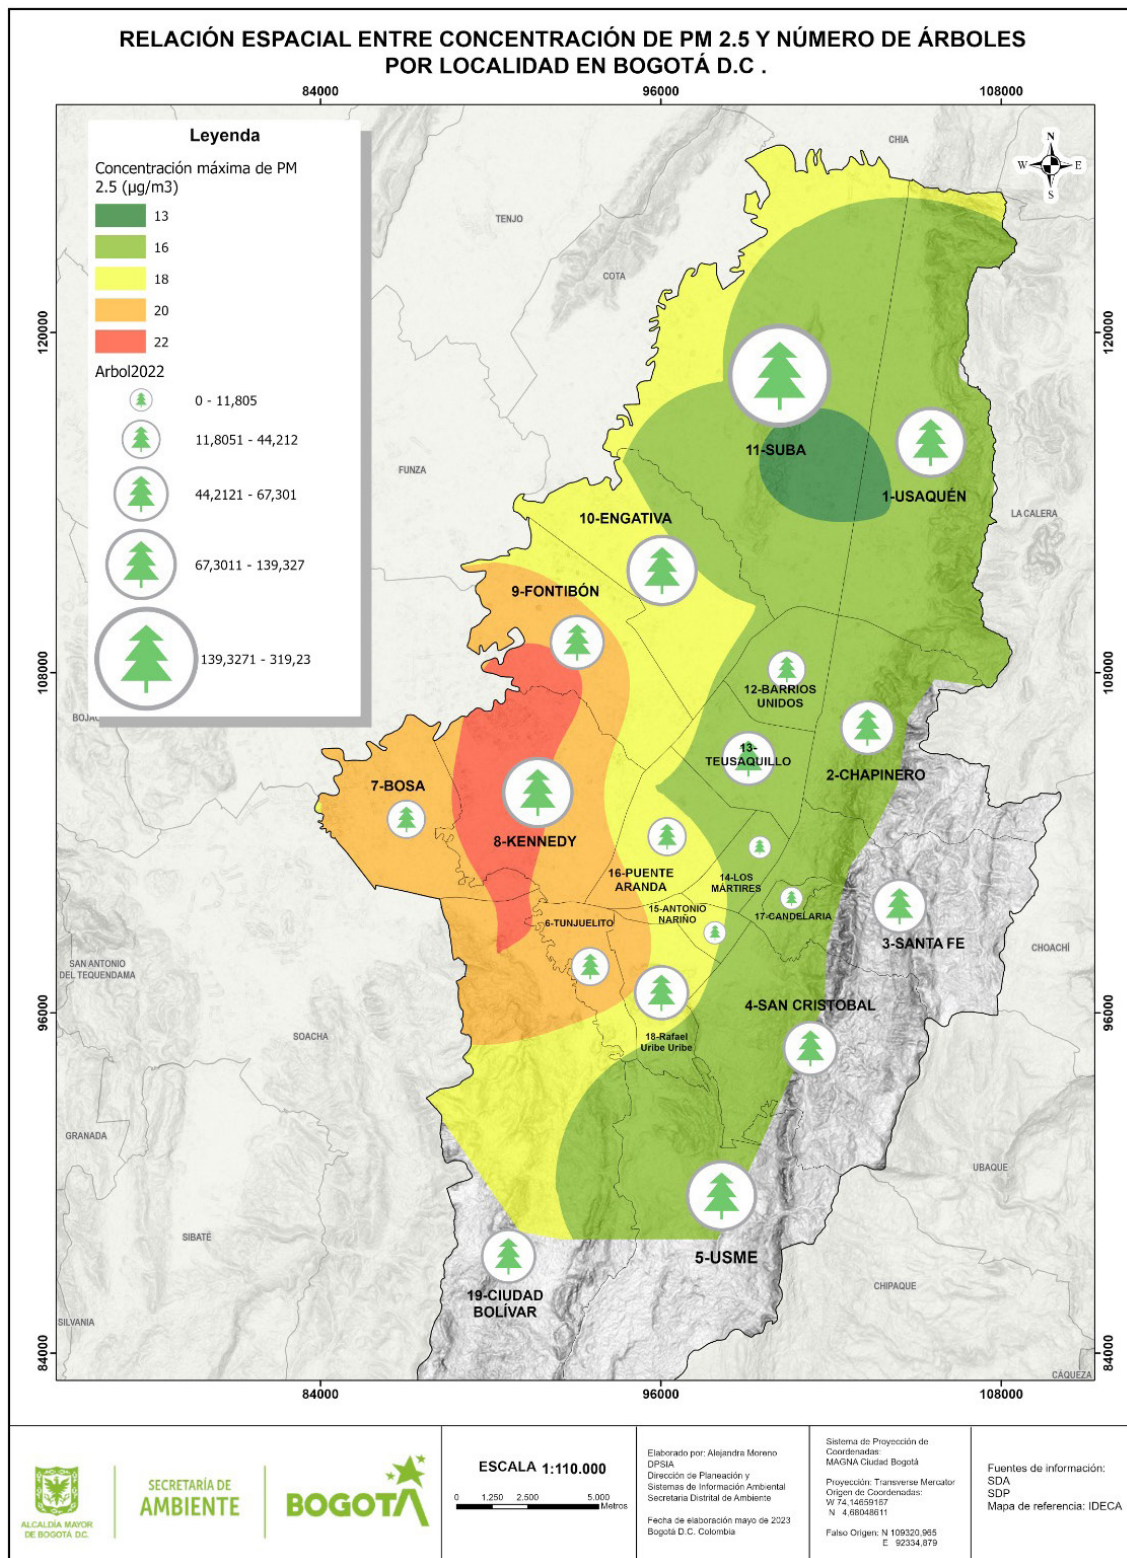 RELACIÓN ESPACIAL ENTRE CONCENTRACIÓN DE PM 2.5 Y NÚMERO DE ÁRBOLES
POR LOCALIDAD EN BOGOTÁ D.C .
84000
96000
108000
Leyenda
Concentración máxima de PM
2.5 (µg/m3)
13
16
18
20
22
Arbol2022
0 - 11,805
11,8051 - 44,212
44,2121 - 67,301
67,3011 - 139,327
139,3271 - 319,23
N
W
E
S
CHIA
TENJO
COTA
120000
120000
11-SUBA
1-USAQUÉN
FUNZA
LA CALERA
10-ENGATIVA
9-FONTIBÓN
108000
108000
12-BARRIOS
UNIDOS
13-
TEUSAQUILLO
2-CHAPINERO
7-BOSA
8-KENNEDY
16-PUENTE
ARANDA
14-LOS
MÁRTIRES
15-ANTONIO
NARIÑO
17-CANDELARIA
6-TUNJUELITO
3-SANTA FE
CHOACHÍ
SAN ANTONIO
DEL TEQUENDAMA
96000
96000
4-SAN CRISTOBAL
SOACHA
18-Rafael
Uribe Uribe
GRANADA
UBAQUE
SIBATÉ
5-USME
19-CIUDAD
BOLÍVAR
CHIPAQUE
SILVANIA
84000
84000
CÁQUEZA
84000
96000
108000
ALCALDÍA MAYOR
DE BOGOTÁ D.C.
SECRETARÍA DE
AMBIENTE
BOGOTÁ
ESCALA 1:110.000
0 1.250 2.500 5.000
Metros
Elaborado por: Alejandra Moreno
DPSIA
Dirección de Planeación y
Sistemas de Información Ambiental
Secretaria Distrital de Ambiente
Fecha de elaboración mayo de 2023
Bogotá D.C. Colombia
Sistema de Proyección de
Coordenadas:
MAGNA Ciudad Bogotá
Proyección: Transverse Mercator
Origen de Coordenadas:
W 74,14659167
N 4,68048611
Falso Origen: N 109320,965
E 92334,879
Fuentes de información:
SDA
SDP
Mapa de referencia: IDECA